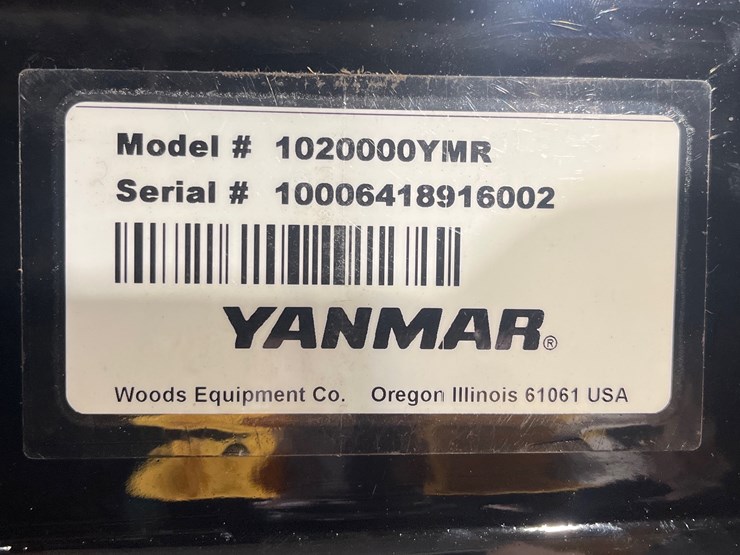 Model # 1020000YMR
Serial # 10006418916002
YANMAR®
Woods Equipment Co. Oregon Illinois 61061 USA